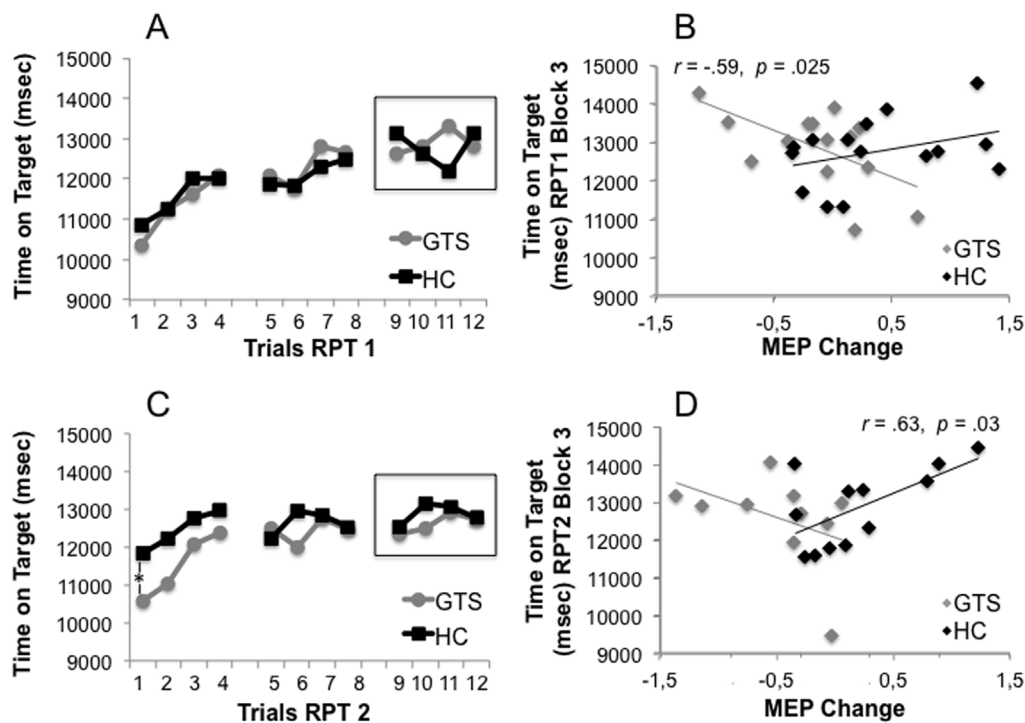 A
Time on Target (msec)
15000
14000
13000
12000
11000
10000
9000
GTS
HC
1 2 3 4 5 6 7 8 9 10 11 12
Trials RPT 1
B
r = -.59, p = .025
Time on Target
(msec) RPT1 Block 3
15000
14000
13000
12000
11000
10000
9000
GTS
HC
-1,5 -0,5 0,5 1,5
MEP Change
C
Time on Target (msec)
15000
14000
13000
12000
11000
10000
9000
*
GTS
HC
1 2 3 4 5 6 7 8 9 10 11 12
Trials RPT 2
D
r = .63, p = .03
Time on Target
(msec) RPT2 Block 3
15000
14000
13000
12000
11000
10000
9000
GTS
HC
-1,5 -0,5 0,5 1,5
MEP Change